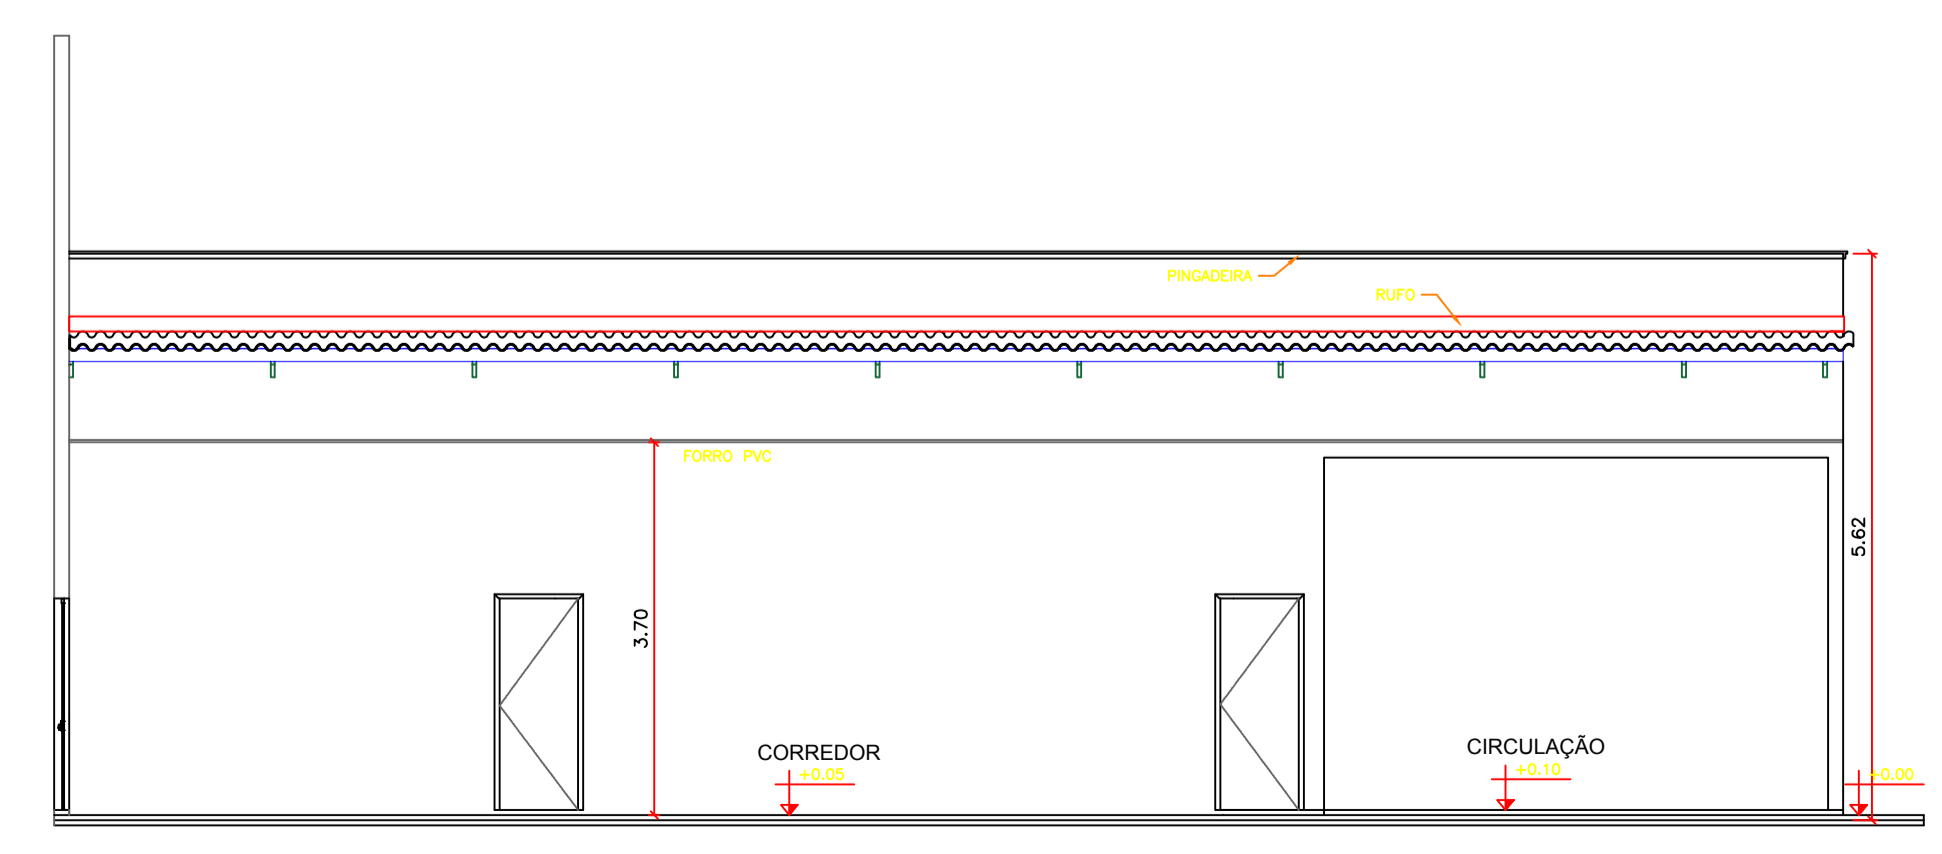 PINGADEIRA
RUFO
FORRO PVC
5.62
3.70
CORREDOR
+0.05
CIRCULAÇÃO
+0.10
+0.00